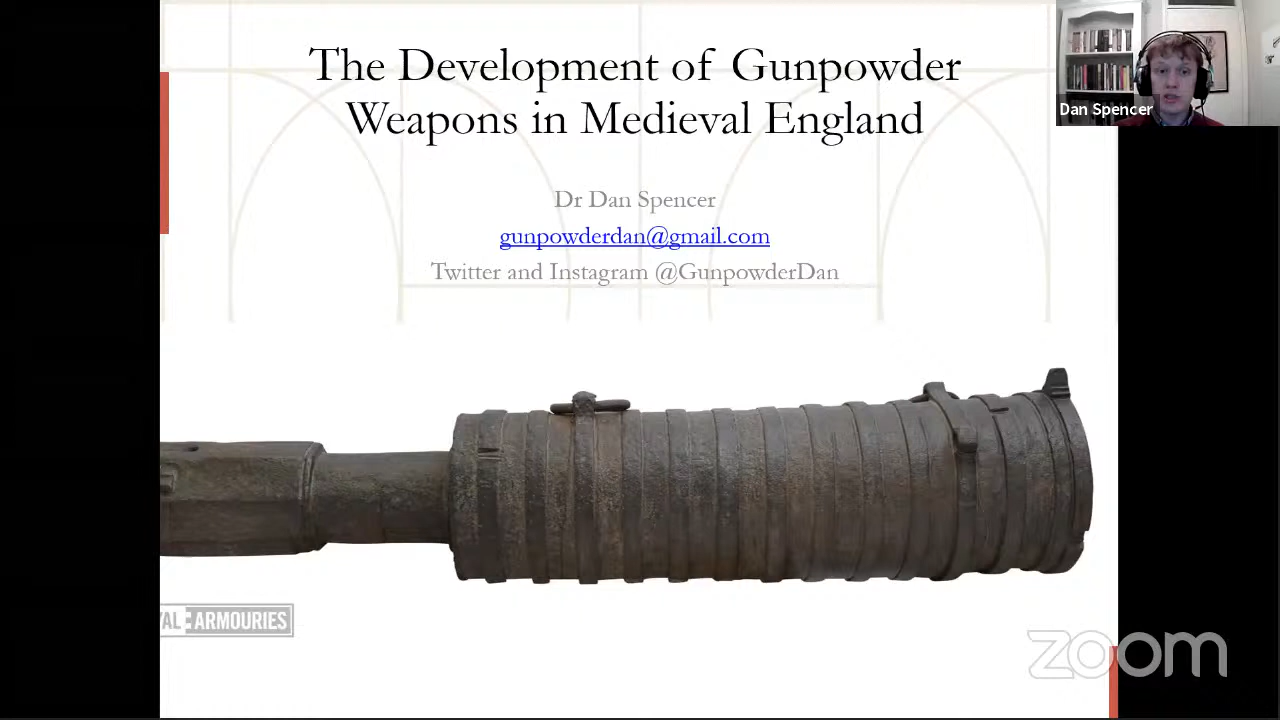 The Development of Gunpowder
Weapons in Medieval England
Dan Spencer
Dr Dan Spencer
gunpowderdan@gmail.com
Twitter and Instagram @GunpowderDan
YAL ARMOURIES
zoom